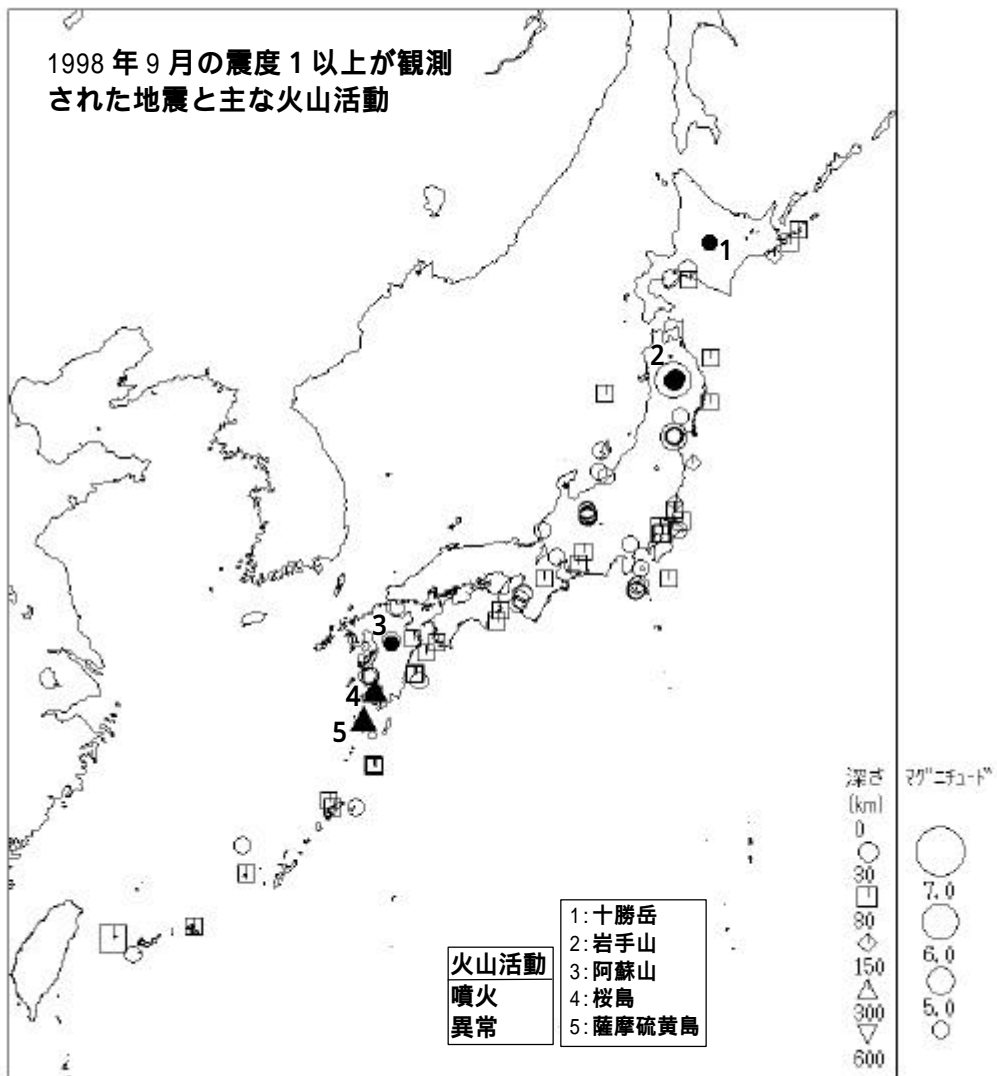 1998 年 9 月の震度 1 以上が観測
された地震と主な火山活動
1
2
3
4
5
深さ
(km)
0
30
80
150
300
600
マグニチュード
7.0
6.0
5.0
火山活動
噴火
異常
1:十勝岳
2:岩手山
3:阿蘇山
4:桜島
5:薩摩硫黄島